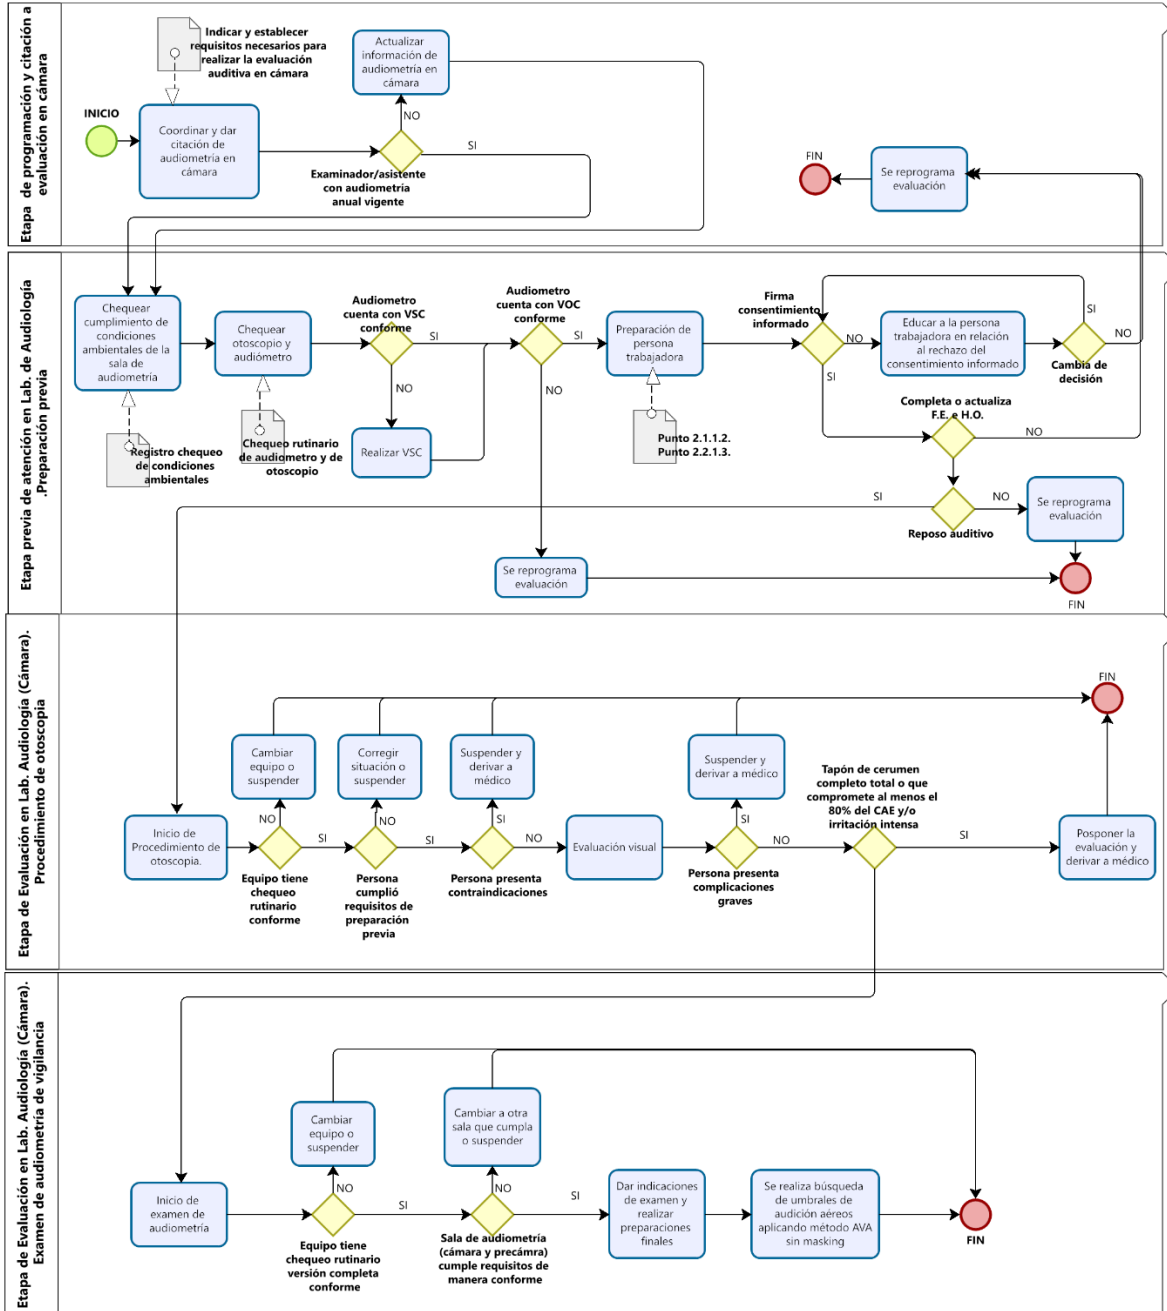 Etapa  de programación y citación a
evaluación en cámara
Indicar y establecer
requisitos necesarios para
realizar la evaluación
auditiva en cámara
INICIO
Coordinar y dar
citación de
audiometría en
cámara
Actualizar
información de
audiometría en
cámara
NO
SI
Examinador/asistente
con audiometría
anual vigente
FIN
Se reprograma
evaluación
Etapa previa de atención en Lab. de Audiología
.Preparación previa
Chequear
cumplimiento de
condiciones
ambientales de la
sala de
audiometría
Registro chequeo
de condiciones
ambientales
Chequear
otoscopio y
audiómetro
Chequeo rutinario
de audiometro y de
otoscopio
Audiometro
cuenta con VSC
conforme
SI
NO
Realizar VSC
Audiometro
cuenta con VOC
conforme
SI
NO
Se reprograma
evaluación
Preparación de
persona
trabajadora
Punto 2.1.1.2.
Punto 2.2.1.3.
Firma
consentimiento
informado
NO
SI
Educar a la persona
trabajadora en relación
al rechazo del
consentimiento informado
SI
NO
Cambia de
decisión
Completa o actualiza
F.E. e H.O.
NO
SI
NO
Reposo auditivo
Se reprograma
evaluación
FIN
Etapa de Evaluación en Lab. Audiología (Cámara).
Procedimiento de otoscopia
Inicio de
Procedimiento de
otoscopia.
Cambiar
equipo o
suspender
NO
SI
Equipo tiene
chequeo
rutinario
conforme
Corregir
situación o
suspender
NO
SI
Persona
cumplió
requisitos de
preparación
previa
Suspender y
derivar a
médico
SI
NO
Persona presenta
contraindicaciones
Evaluación visual
Suspender y
derivar a médico
SI
NO
Persona presenta
complicaciones
graves
Tapón de cerumen
completo total o que
compromete al menos el
80% del CAE y/o
irritación intensa
SI
Posponer la
evaluación y
derivar a médico
FIN
Etapa de Evaluación en Lab. Audiología (Cámara).
Examen de audiometría de vigilancia
Inicio de
examen de
audiometría
Cambiar
equipo o
suspender
NO
SI
Equipo tiene
chequeo rutinario
versión completa
conforme
Cambiar a otra
sala que cumpla
o suspender
NO
SI
Sala de audiometría
(cámara y precámra)
cumple requisitos de
manera conforme
Dar indicaciones
de examen y
realizar
preparaciones
finales
Se realiza búsqueda
de umbrales de
audición aéreos
aplicando método AVA
sin masking
FIN